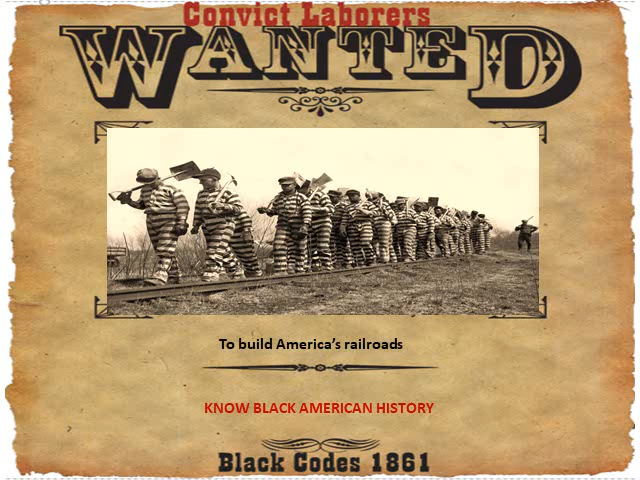 Convict Laborers
WANTED
To build America's railroads
KNOW BLACK AMERICAN HISTORY
Black Codes 1861